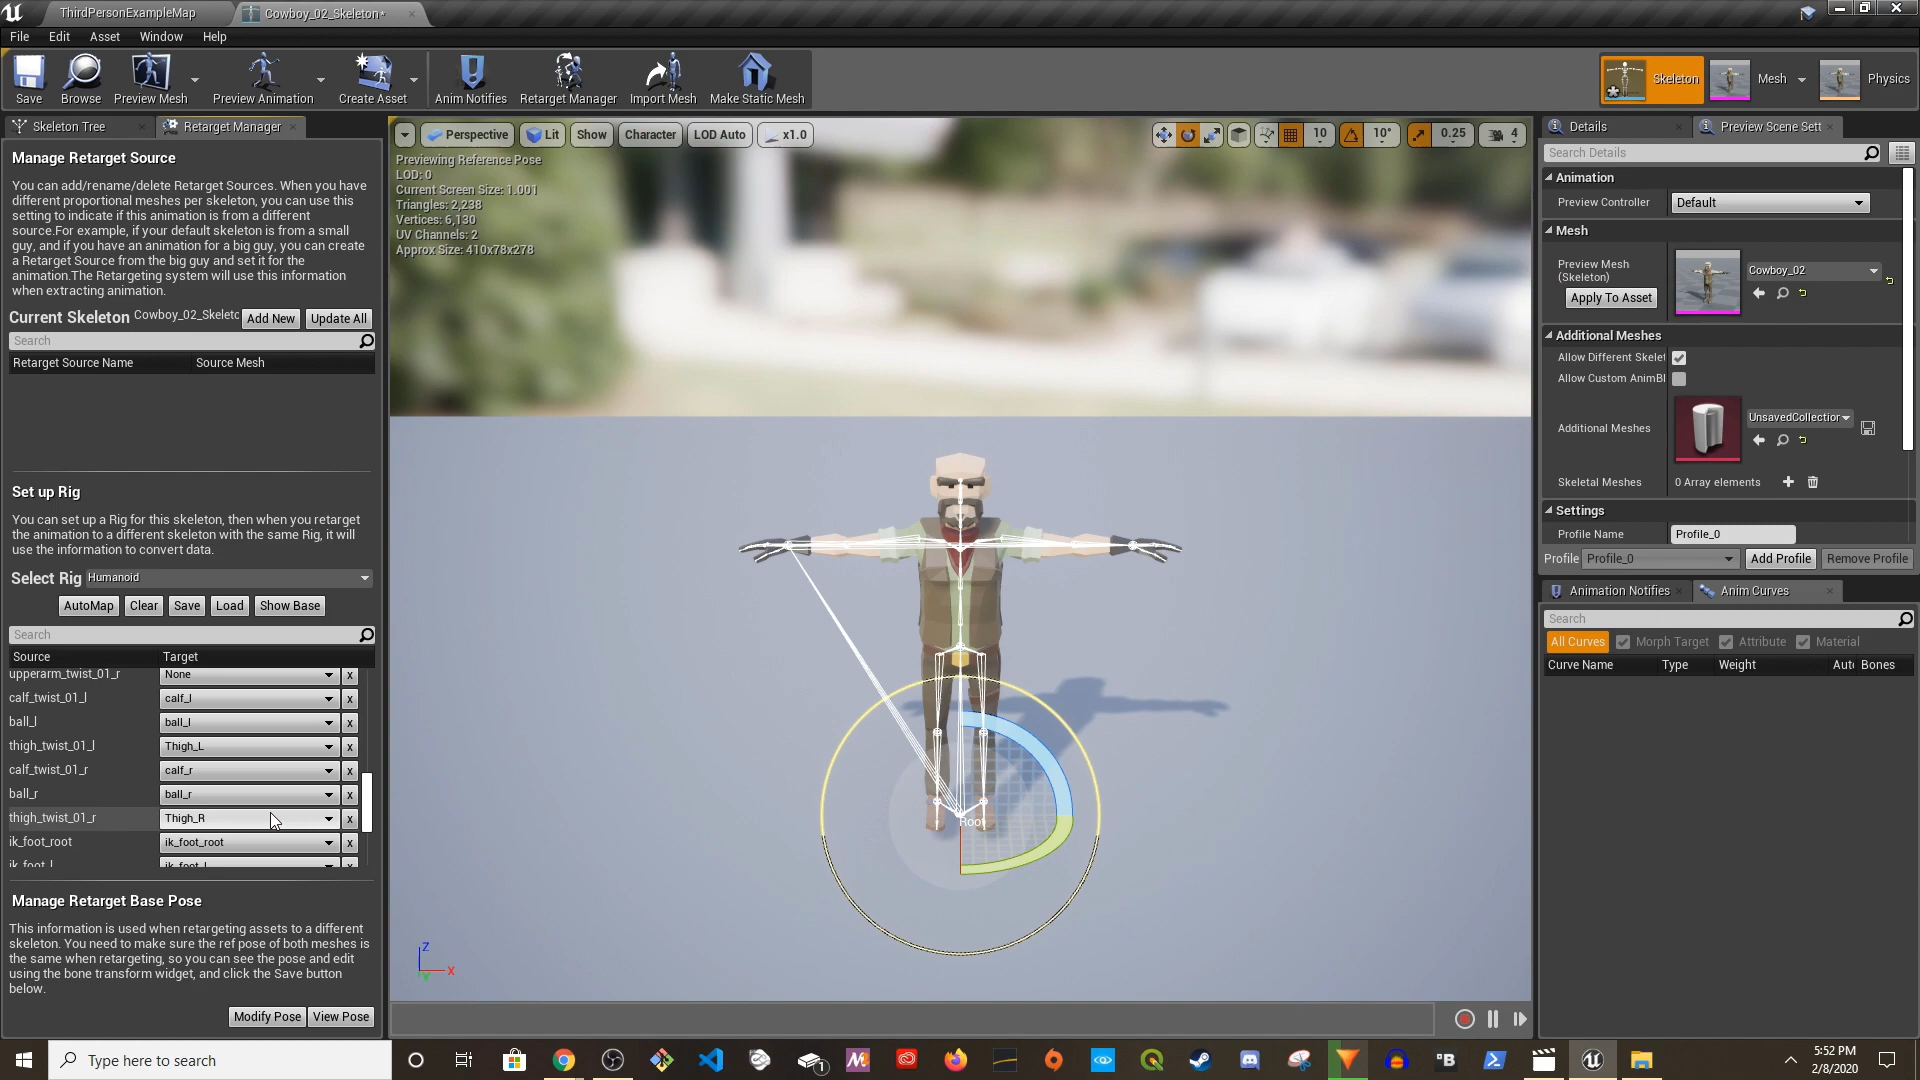 ThirdPersonExampleMap
Cowboy_02_Skeleton*
File Edit Asset Window Help
Save Browse Preview Mesh Preview Animation Create Asset Anim Notifies Retarget Manager Import Mesh Make Static Mesh
Skeleton Mesh Physics
Skeleton Tree
Retarget Manager
Manage Retarget Source
You can add/rename/delete Retarget Sources. When you have
different proportional meshes per skeleton, you can use this
setting to indicate if this animation is from a different
source.For example, if your default skeleton is from a small
guy, and if you have an animation for a big guy, you can create
a Retarget Source from the big guy and set it for the
animation.The Retargeting system will use this information
when extracting animation.
Current Skeleton Cowboy_02_Skeletc Add New Update All
Search
Retarget Source Name Source Mesh
Set up Rig
You can set up a Rig for this skeleton, then when you retarget
the animation to a different skeleton with the same Rig, it will
use the information to convert data.
Select Rig Humanoid
AutoMap Clear Save Load Show Base
Search
Source Target
upperarm_twist_01_r None x
calf_twist_01_l calf_l x
ball_l ball_l x
thigh_twist_01_l Thigh_L x
calf_twist_01_r calf_r x
ball_r ball_r x
thigh_twist_01_r Thigh_R x
ik_foot_root ik_foot_root x
ik_foot_l ik_foot_l x
Manage Retarget Base Pose
This information is used when retargeting assets to a different
skeleton. You need to make sure the ref pose of both meshes is
the same when retargeting, so you can see the pose and edit
using the bone transform widget, and click the Save button
below.
Modify Pose View Pose
Perspective Lit Show Character LOD Auto x1.0
10 10° 0.25 4
Previewing Reference Pose
LOD: 0
Current Screen Size: 1.001
Triangles: 2,238
Vertices: 6,130
UV Channels: 2
Approx Size: 410x78x278
Root
Z
X
Y
Details
Preview Scene Sett
Search Details
Animation
Preview Controller Default
Mesh
Preview Mesh
(Skeleton)
Apply To Asset
Cowboy_02
Additional Meshes
Allow Different Skelet
Allow Custom AnimBl
Additional Meshes UnsavedCollection
Skeletal Meshes 0 Array elements
Settings
Profile Name Profile_0
Profile Profile_0 Add Profile Remove Profile
Animation Notifies
Anim Curves
Search
All Curves Morph Target Attribute Material
Curve Name Type Weight Aut Bones
Type here to search
1
5:52 PM
2/8/2020